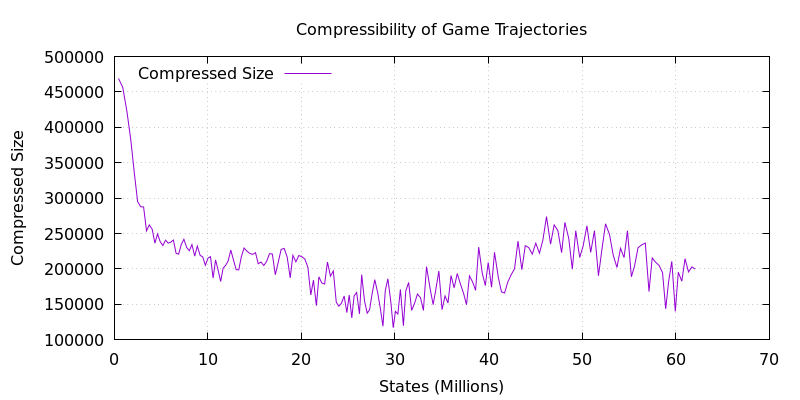 Compressibility of Game Trajectories
Compressed Size
500000
450000
400000
350000
300000
250000
200000
150000
100000
Compressed Size
0 10 20 30 40 50 60 70
States (Millions)